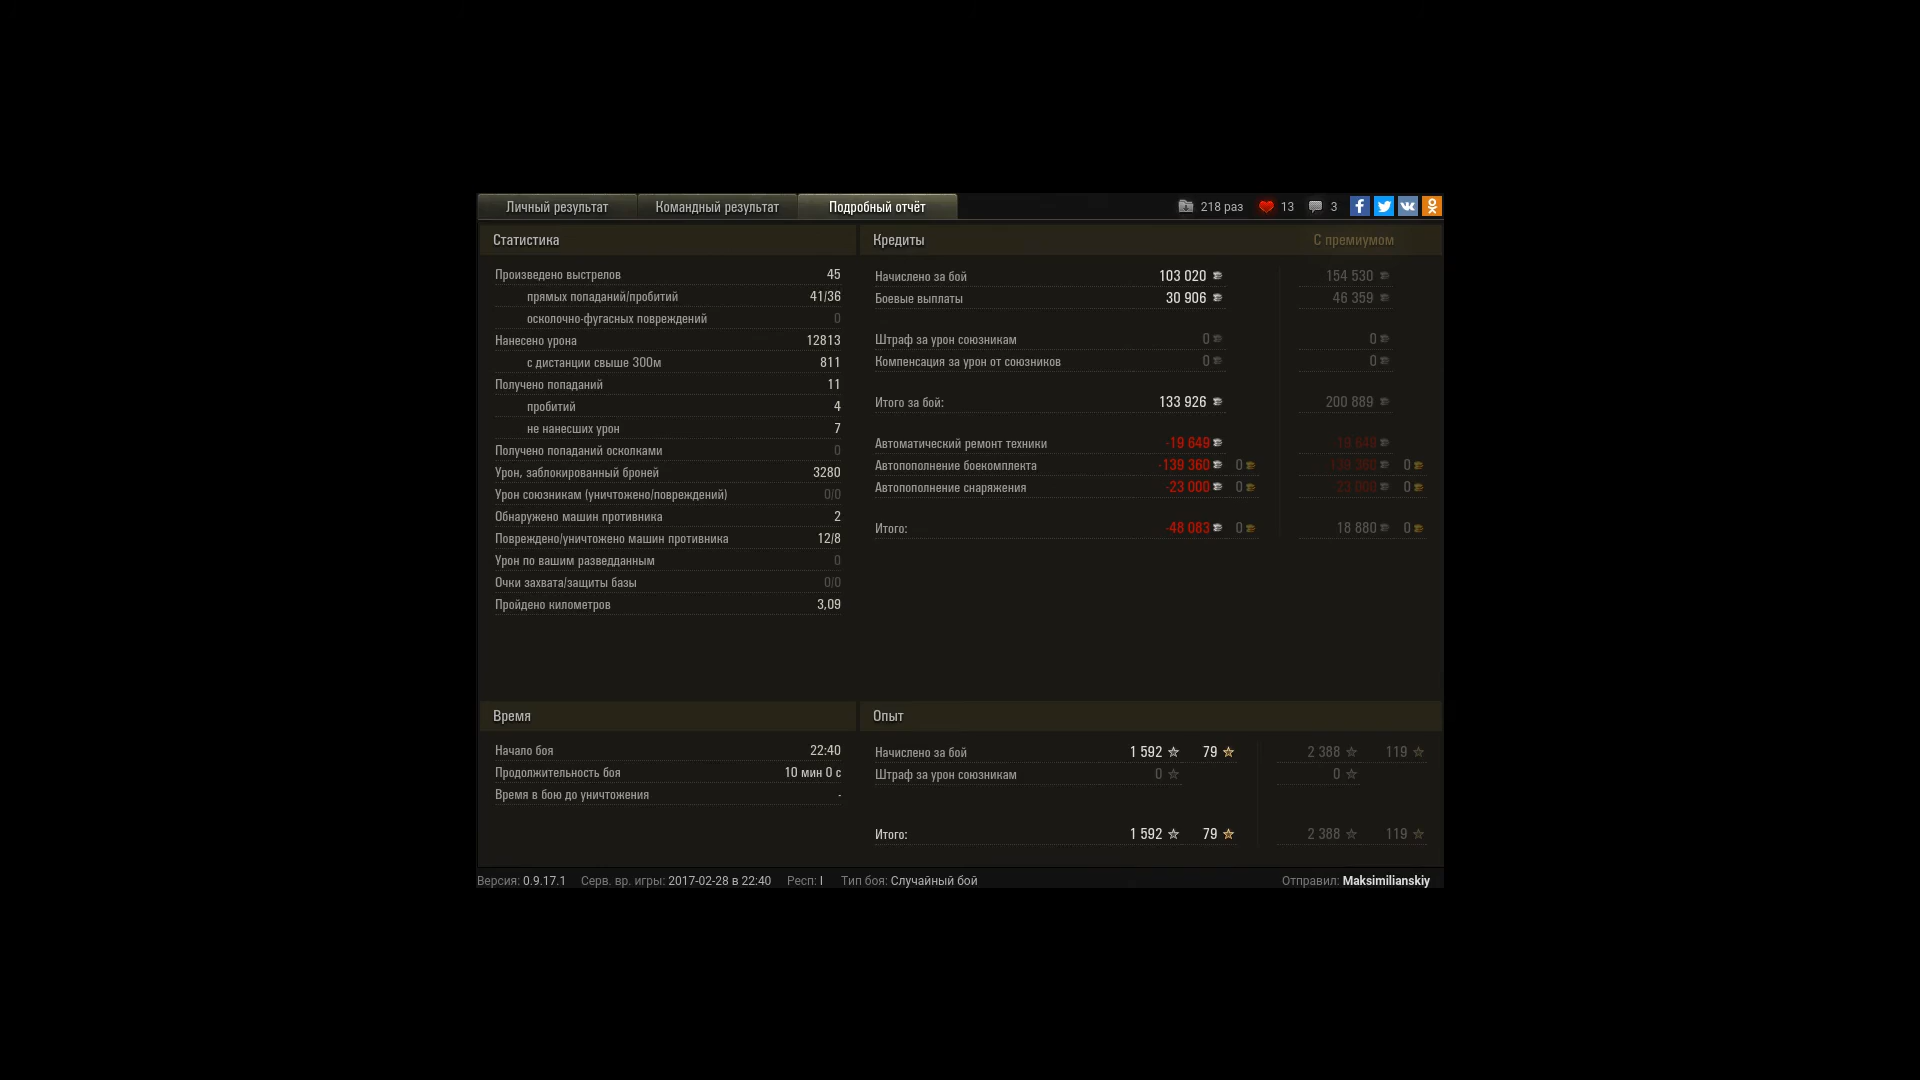 Личный результат Командный результат Подробный отчёт 218 раз 13 3
Статистика
Произведено выстрелов 45
прямых попаданий/пробитий 41/36
осколочно-фугасных повреждений 0
Нанесено урона 12813
с дистанции свыше 300м 811
Получено попаданий 11
пробитий 4
не нанесших урон 7
Получено попаданий осколками 0
Урон, заблокированный броней 3280
Урон союзникам (уничтожено/повреждений) 0/0
Обнаружено машин противника 2
Повреждено/уничтожено машин противника 12/8
Урон по вашим разведданным 0
Очки захвата/защиты базы 0/0
Пройдено километров 3,09
Кредиты С премиумом
Начислено за бой 103 020 154 530
Боевые выплаты 30 906 46 359
Штраф за урон союзникам 0 0
Компенсация за урон от союзников 0 0
Итого за бой: 133 926 200 889
Автоматический ремонт техники -19 649 -19 649
Автопополнение боекомплекта -139 360 0 -139 360 0
Автопополнение снаряжения -23 000 0 -23 000 0
Итого: -48 083 0 18 880 0
Время
Начало боя 22:40
Продолжительность боя 10 мин 0 с
Время в бою до уничтожения -
Опыт
Начислено за бой 1 592 79 2 388 119
Штраф за урон союзникам 0 0
Итого: 1 592 79 2 388 119
Версия: 0.9.17.1 Серв. вр. игры: 2017-02-28 в 22:40 Респ: I Тип боя: Случайный бой Отправил: Maksimilianskiy